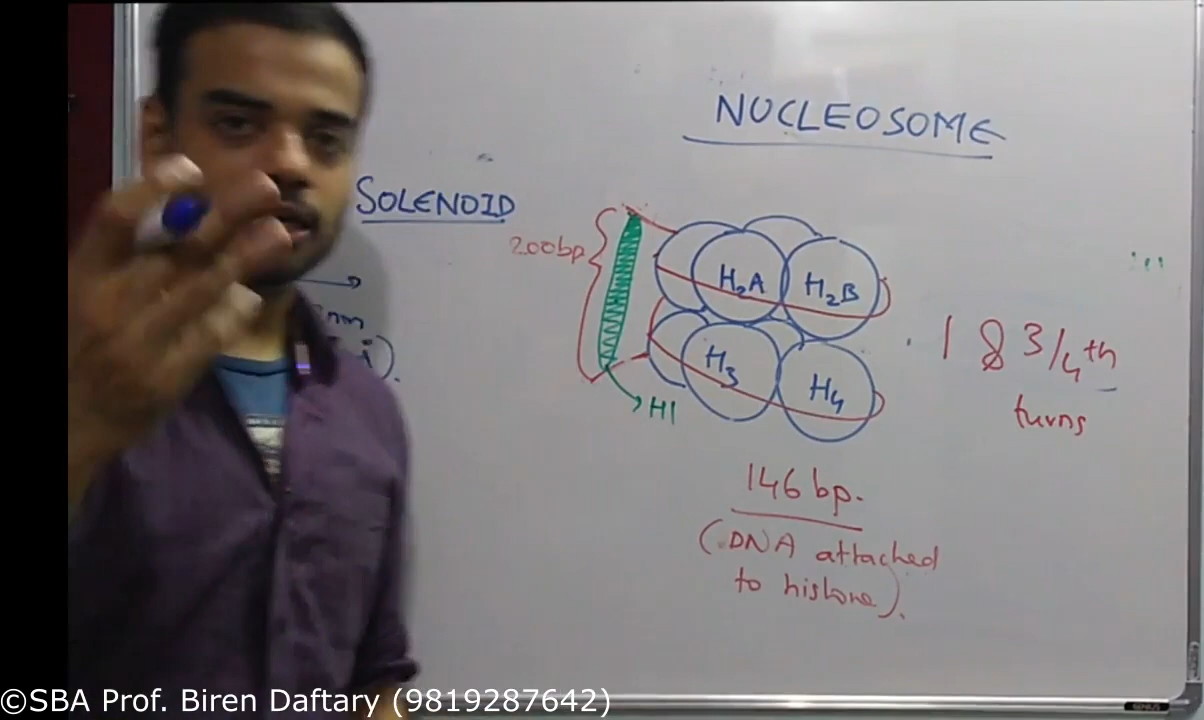 NUCLEOSOME
SOLENOID
200bp
H2A
H2B
H3
H4
H1
nm
1 & 3/4th
turns
146 bp.
(DNA attached
to histone).
©SBA Prof. Biren Daftary (9819287642)